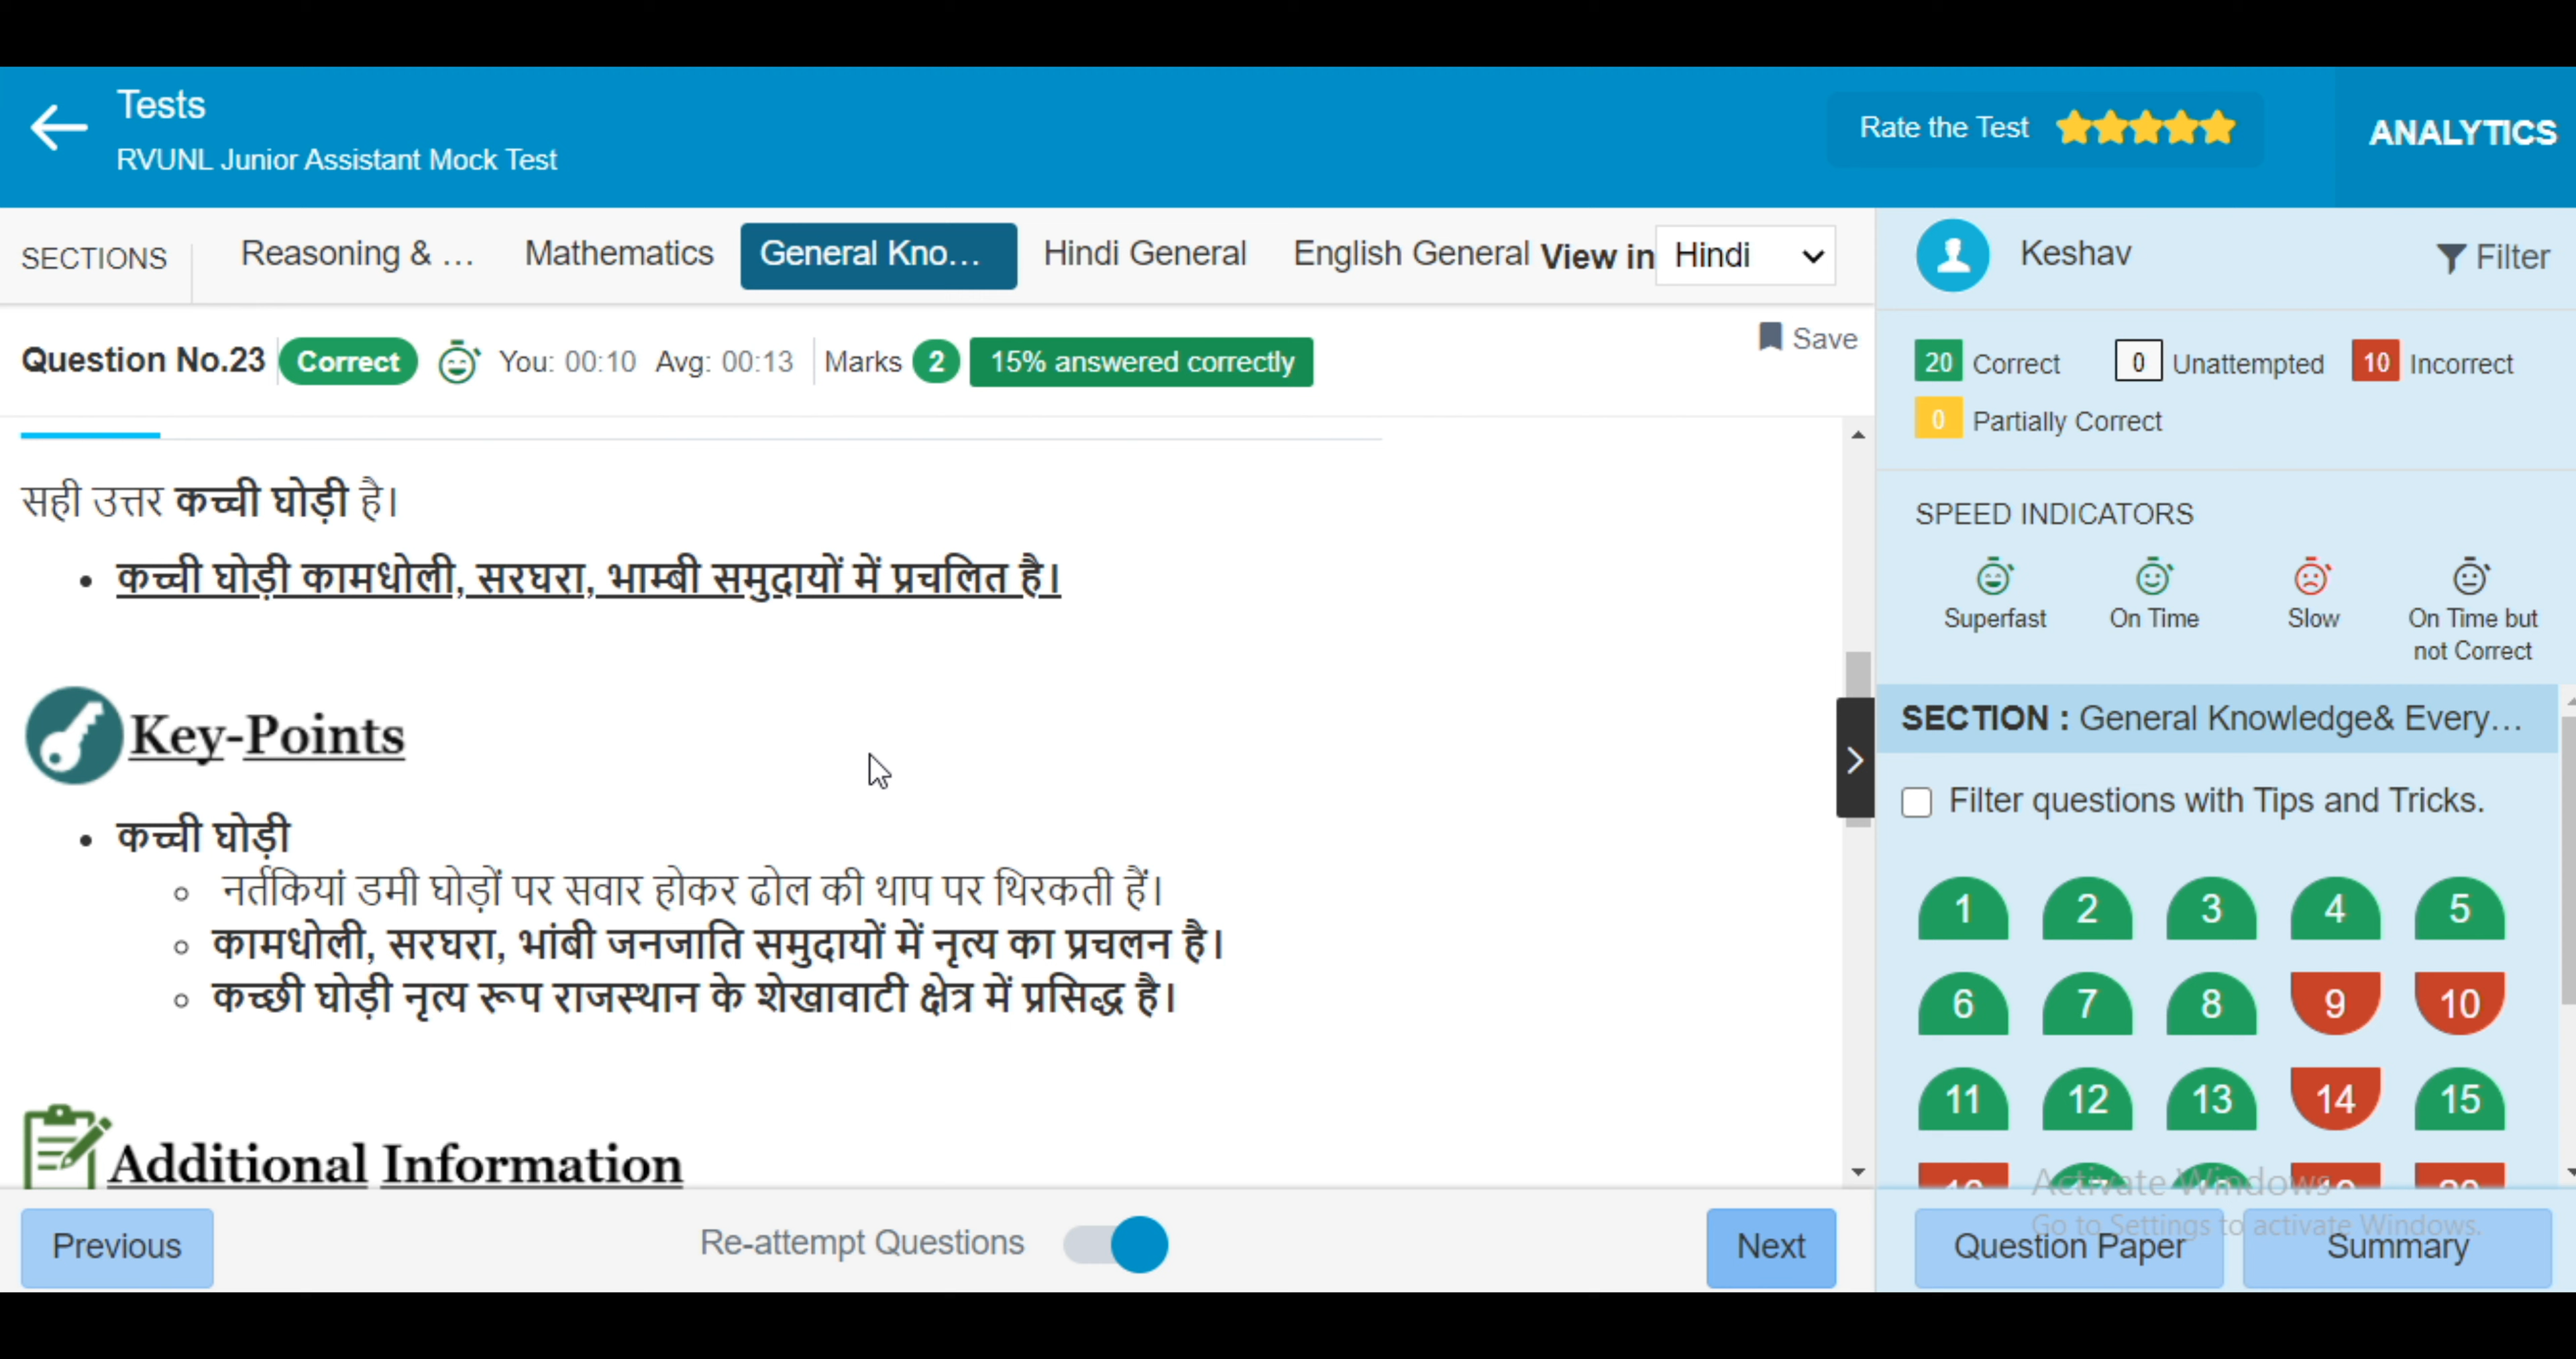 Tests
RVUNL Junior Assistant Mock Test
Rate the Test
ANALYTICS
SECTIONS
Reasoning & ...
Mathematics
General Kno...
Hindi General
English General
View in
Hindi
Keshav
Filter
Question No.23
Correct
You: 00:10 Avg: 00:13
Marks 2
15% answered correctly
Save
20 Correct
0 Unattempted
10 Incorrect
0 Partially Correct
सही उत्तर कच्ची घोड़ी है।
• कच्ची घोड़ी कामधोली, सरघरा, भाम्बी समुदायों में प्रचलित है।
SPEED INDICATORS
Superfast
On Time
Slow
On Time but
not Correct
Key-Points
SECTION : General Knowledge& Every...
Filter questions with Tips and Tricks.
• कच्ची घोड़ी
○ नर्तकियां डमी घोड़ों पर सवार होकर ढोल की थाप पर थिरकती हैं।
○ कामधोली, सरघरा, भांबी जनजाति समुदायों में नृत्य का प्रचलन है।
○ कच्छी घोड़ी नृत्य रूप राजस्थान के शेखावाटी क्षेत्र में प्रसिद्ध है।
1 2 3 4 5
6 7 8 9 10
11 12 13 14 15
Additional Information
Activate Windows
Go to Settings to activate Windows.
Previous
Re-attempt Questions
Next
Question Paper
Summary